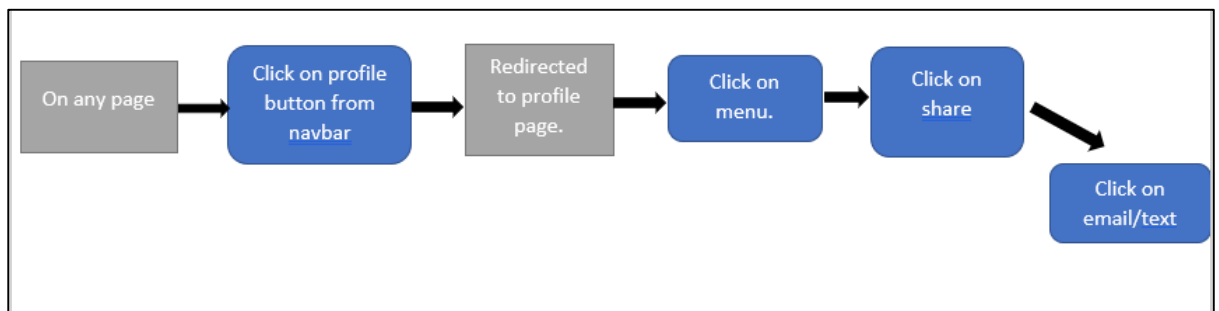 On any page
Click on profile
button from
navbar
Redirected
to profile
page.
Click on
menu.
Click on
share
Click on
email/text